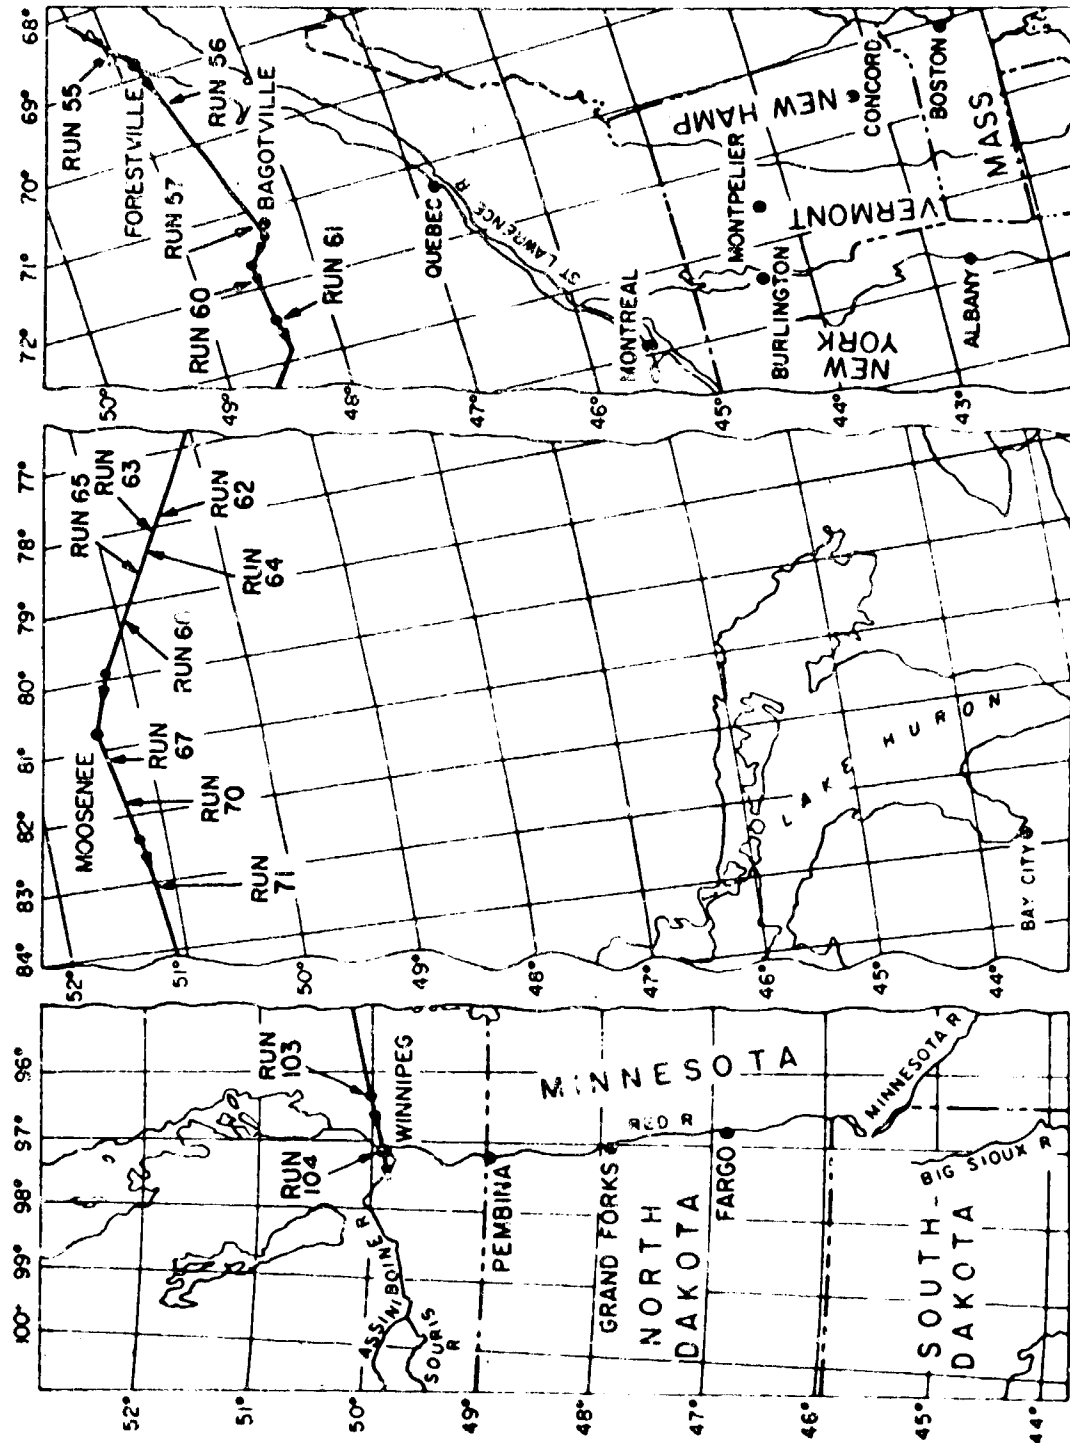 68°
69°
70°
71°
72°
50°
49°
48°
47°
46°
45°
44°
43°
RUN 55
FORESTVILLE
RUN 56
RUN 57
BAGOTVILLE
RUN 60
RUN 61
QUEBEC
ST LAWRENCE R
MONTREAL
BURLINGTON
MONTPELIER
VERMONT
NEW HAMP
CONCORD
BOSTON
MASS
NEW
YORK
ALBANY
77°
78°
79°
80°
81°
82°
83°
84°
52°
51°
50°
49°
48°
47°
46°
45°
44°
RUN 65
RUN
63
RUN
62
RUN
64
RUN
MOOSENEE
RUN
67
RUN
70
RUN
71
LAKE HURON
BAY CITY
96°
97°
98°
99°
100°
52°
51°
50°
49°
48°
47°
46°
45°
44°
RUN
103
RUN
104
WINNIPEG
ASSINIBOINE R
SOURIS
R
PEMBINA
MINNESOTA
GRAND FORKS
RED R
NORTH
DAKOTA
FARGO
MINNESOTA R
BIG SIOUX R
SOUTH
DAKOTA